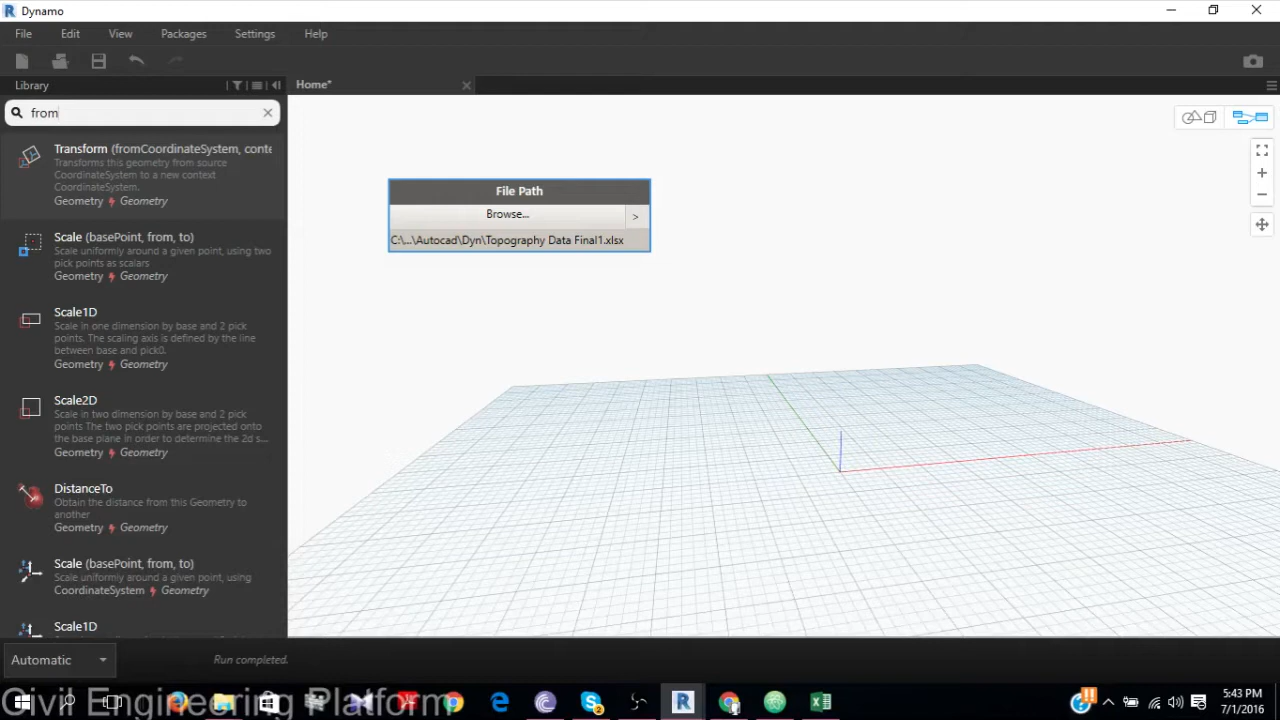 Dynamo
File Edit View Packages Settings Help
Library
Home*
from
Transform (fromCoordinateSystem, conte
Transforms this geometry from source
CoordinateSystem to a new context
CoordinateSystem.
Geometry Geometry
Scale (basePoint, from, to)
Scale uniformly around a given point, using two
pick points as scalars
Geometry Geometry
Scale1D
Scale in one dimension by base and 2 pick
points. The scaling axis is defined by the line
between base and pick0.
Geometry Geometry
Scale2D
Scale in two dimension by base and 2 pick
points The two pick points are projected onto
the base plane in order to determine the 2d s...
Geometry Geometry
DistanceTo
Obtain the distance from this Geometry to
another
Geometry Geometry
Scale (basePoint, from, to)
Scale uniformly around a given point, using
CoordinateSystem Geometry
Scale1D
File Path
Browse...
>
C:\...\Autocad\Dyn\Topography Data Final1.xlsx
Automatic
Run completed.
Civil Engineering Platform
5:43 PM
7/1/2016